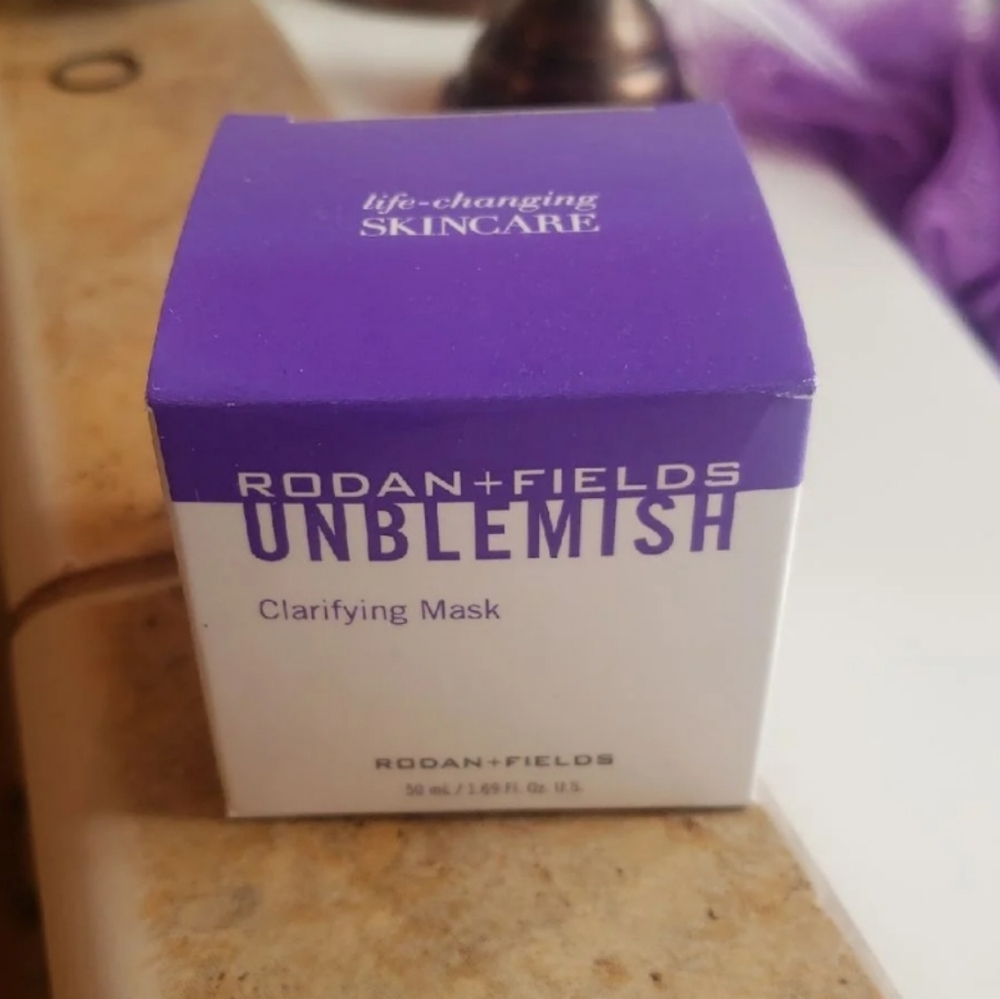 life-changing
SKINCARE
RODAN+FIELDS
UNBLEMISH
Clarifying Mask
RODAN+FIELDS
50 mL / 1.69 Fl. Oz. U.S.